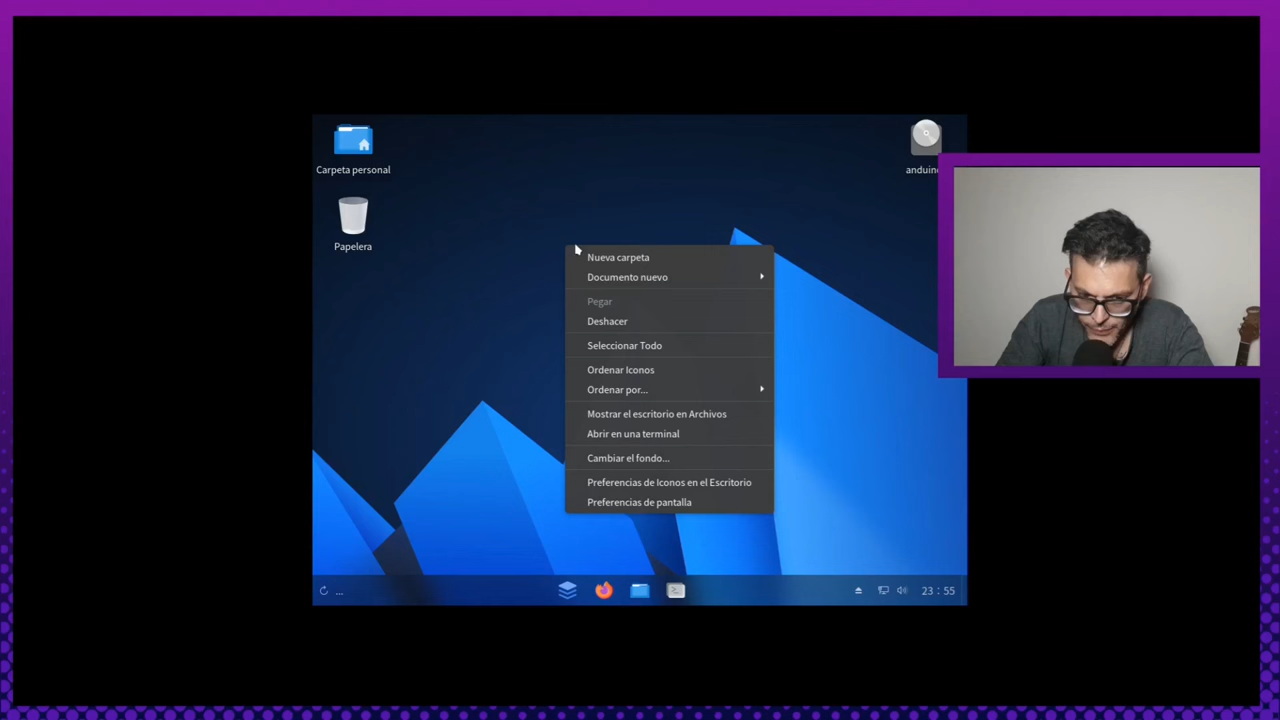 Carpeta personal
Papelera
anduin
Nueva carpeta
Documento nuevo
Pegar
Deshacer
Seleccionar Todo
Ordenar Iconos
Ordenar por...
Mostrar el escritorio en Archivos
Abrir en una terminal
Cambiar el fondo...
Preferencias de Iconos en el Escritorio
Preferencias de pantalla
...
23 : 55